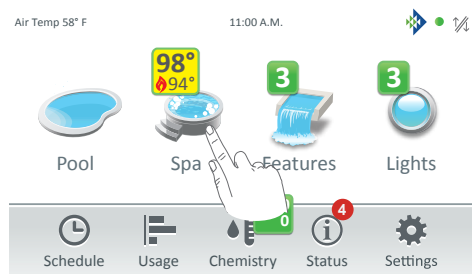 Air Temp 58° F 11:00 A.M.
98°
94°
3
3
Pool Spa Features Lights
0
4
Schedule Usage Chemistry Status Settings